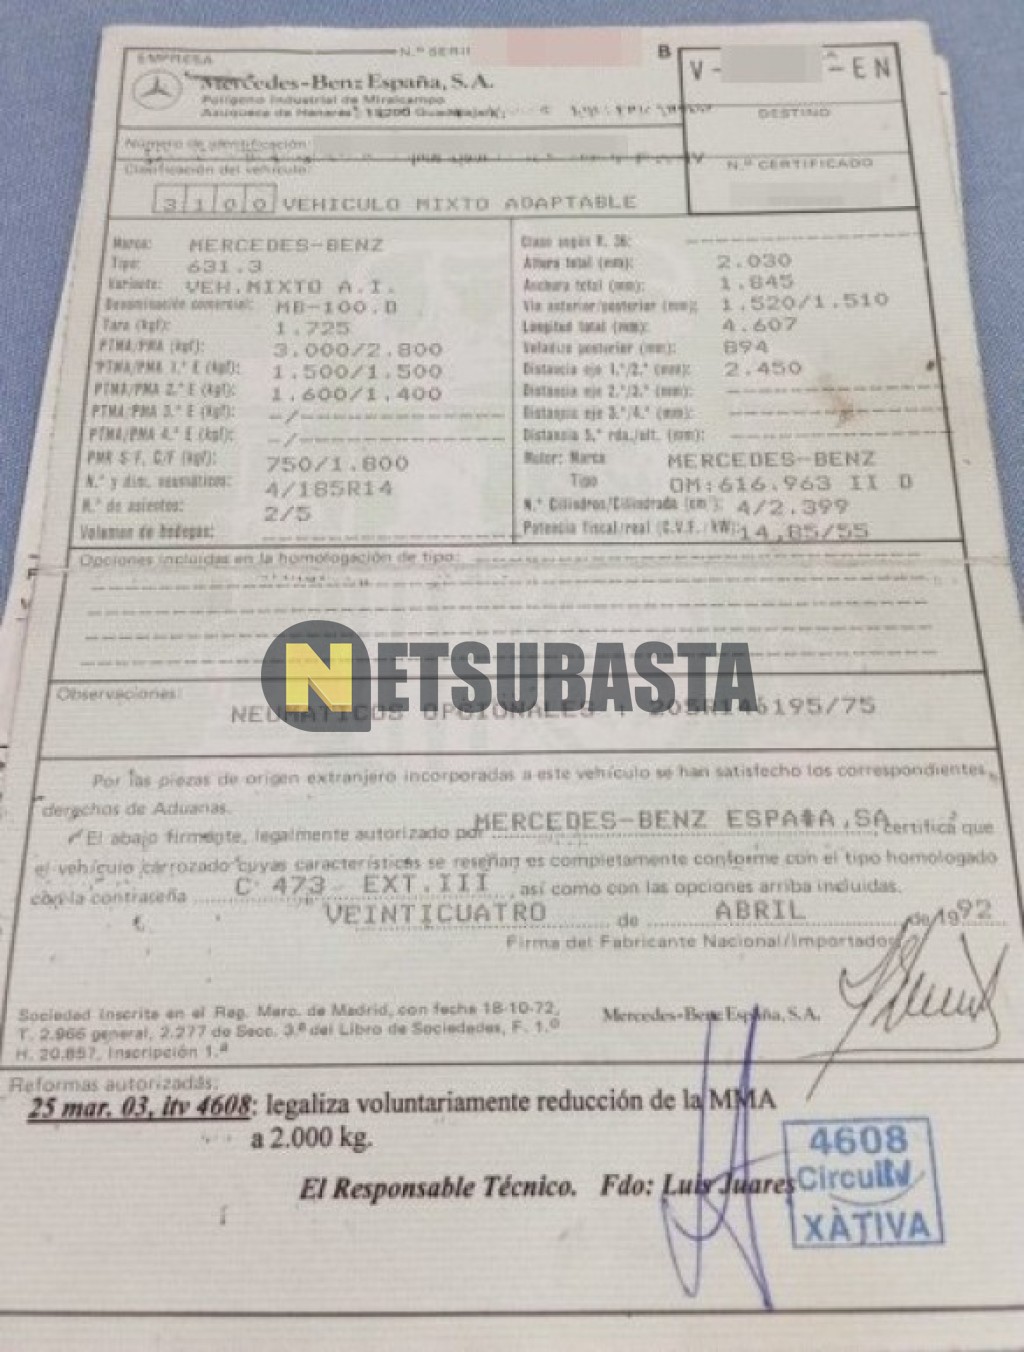 EMPRESA
N.º SERIE
B
V-
-EN
Mercedes-Benz España, S.A.
Polígono Industrial de Miralcampo
Azuqueca de Henares, 19200 Guadalajara
DESTINO
Número de identificación:
N.º CERTIFICADO
Clasificación del vehículo:
3100 VEHICULO MIXTO ADAPTABLE
Marca: MERCEDES-BENZ
Tipo: 631.3
Variante: VEH.MIXTO A.I.
Denominación comercial: MB-100.D
Tara (kgf): 1.725
PTMA/PMA (kgf): 3.000/2.800
PTMA/PMA 1.º E (kgf): 1.500/1.500
PTMA/PMA 2.º E (kgf): 1.600/1.400
PTMA/PMA 3.º E (kgf): -/-
PTMA/PMA 4.º E (kgf): -/-
PMR S/F, C/F (kgf): 750/1.800
N.º y dim. neumáticos: 4/185R14
N.º de asientos: 2/5
Volumen de bodegas:
Clase según R. 36:
Altura total (mm): 2.030
Anchura total (mm): 1.845
Vía anterior/posterior (mm): 1.520/1.510
Longitud total (mm): 4.607
Voladizo posterior (mm): 894
Distancia eje 1.º/2.º (mm): 2.450
Distancia eje 2.º/3.º (mm):
Distancia eje 3.º/4.º (mm):
Distancia 5.ª rda./alt. (mm):
Motor: Marca MERCEDES-BENZ
Tipo OM:616.963 II D
N.º Cilindros/Cilindrada (cm³): 4/2.399
Potencia fiscal/real (C.V.F./kW): 14,85/55
Opciones incluidas en la homologación de tipo:
NETSUBASTA
Observaciones:
NEUMATICOS OPCIONALES : 205R14ó195/75
Por las piezas de origen extranjero incorporadas a este vehículo se han satisfecho los correspondientes
derechos de Aduanas.
El abajo firmante, legalmente autorizado por MERCEDES-BENZ ESPAÑA,SA certifica que
el vehículo carrozado cuyas características se reseñan es completamente conforme con el tipo homologado
con la contraseña C 473 EXT.III, así como con las opciones arriba incluidas.
VEINTICUATRO de ABRIL de 1992
Firma del Fabricante Nacional/Importador
Sociedad inscrita en el Reg. Merc. de Madrid, con fecha 18-10-72,
T. 2.966 general, 2.277 de Secc. 3.ª del Libro de Sociedades, F. 1.º
H. 20.857, Inscripción 1.ª
Mercedes-Benz España, S.A.
Reformas autorizadas:
25 mar. 03, itv 4608: legaliza voluntariamente reducción de la MMA
a 2.000 kg.
El Responsable Técnico. Fdo: Luis Juares
4608
Circuitv
XÀTIVA